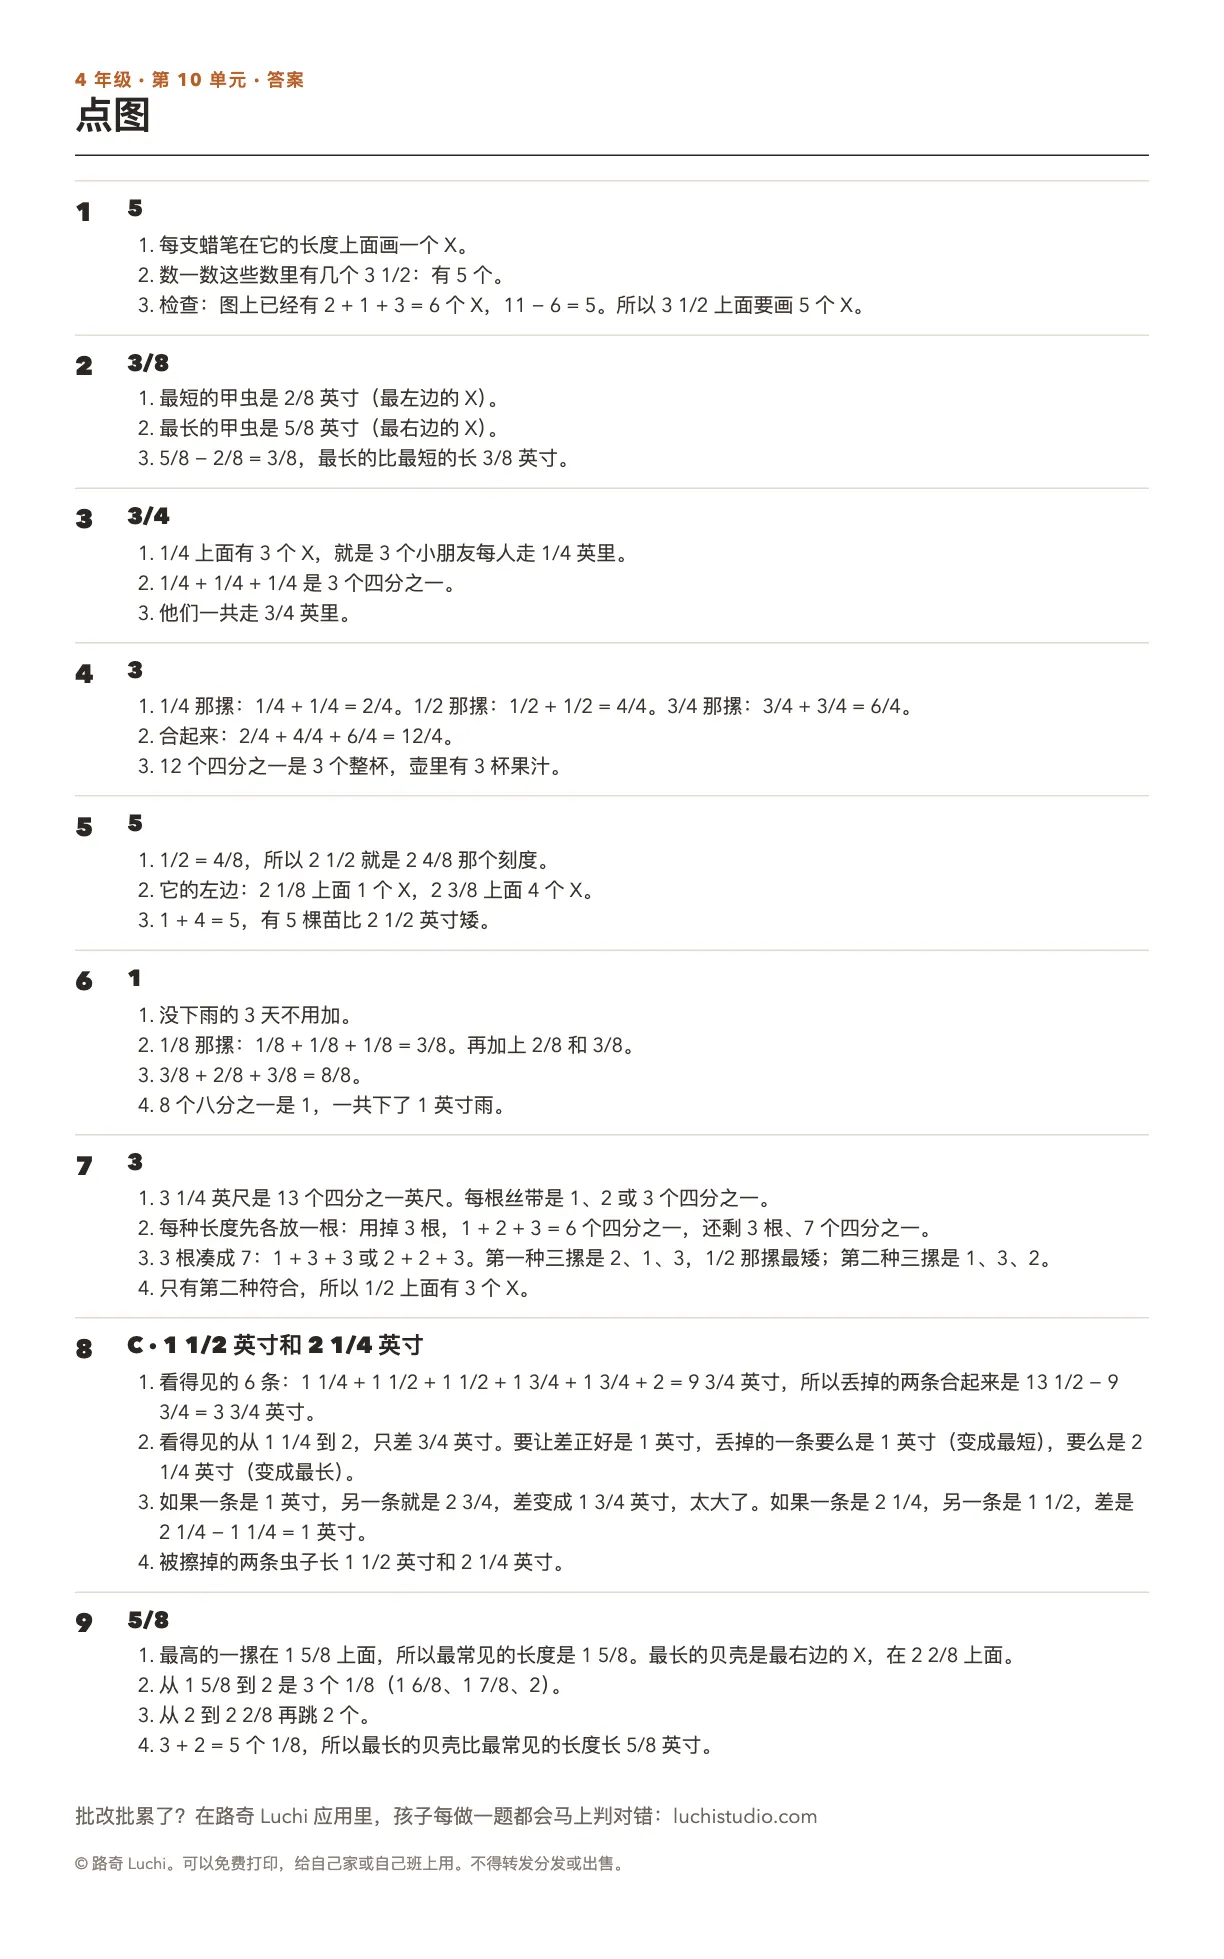 4 年级 · 第 10 单元 · 答案
点图
1 5
1. 每支蜡笔在它的长度上面画一个 X。
2. 数一数这些数里有几个 3 1/2：有 5 个。
3. 检查：图上已经有 2 + 1 + 3 = 6 个 X，11 − 6 = 5。所以 3 1/2 上面要画 5 个 X。
2 3/8
1. 最短的甲虫是 2/8 英寸（最左边的 X）。
2. 最长的甲虫是 5/8 英寸（最右边的 X）。
3. 5/8 − 2/8 = 3/8，最长的比最短的长 3/8 英寸。
3 3/4
1. 1/4 上面有 3 个 X，就是 3 个小朋友每人走 1/4 英里。
2. 1/4 + 1/4 + 1/4 是 3 个四分之一。
3. 他们一共走 3/4 英里。
4 3
1. 1/4 那摞：1/4 + 1/4 = 2/4。1/2 那摞：1/2 + 1/2 = 4/4。3/4 那摞：3/4 + 3/4 = 6/4。
2. 合起来：2/4 + 4/4 + 6/4 = 12/4。
3. 12 个四分之一是 3 个整杯，壶里有 3 杯果汁。
5 5
1. 1/2 = 4/8，所以 2 1/2 就是 2 4/8 那个刻度。
2. 它的左边：2 1/8 上面 1 个 X，2 3/8 上面 4 个 X。
3. 1 + 4 = 5，有 5 棵苗比 2 1/2 英寸矮。
6 1
1. 没下雨的 3 天不用加。
2. 1/8 那摞：1/8 + 1/8 + 1/8 = 3/8。再加上 2/8 和 3/8。
3. 3/8 + 2/8 + 3/8 = 8/8。
4. 8 个八分之一是 1，一共下了 1 英寸雨。
7 3
1. 3 1/4 英尺是 13 个四分之一英尺。每根丝带是 1、2 或 3 个四分之一。
2. 每种长度先各放一根：用掉 3 根，1 + 2 + 3 = 6 个四分之一，还剩 3 根、7 个四分之一。
3. 3 根凑成 7：1 + 3 + 3 或 2 + 2 + 3。第一种三摞是 2、1、3，1/2 那摞最矮；第二种三摞是 1、3、2。
4. 只有第二种符合，所以 1/2 上面有 3 个 X。
8 C · 1 1/2 英寸和 2 1/4 英寸
1. 看得见的 6 条：1 1/4 + 1 1/2 + 1 1/2 + 1 3/4 + 1 3/4 + 2 = 9 3/4 英寸，所以丢掉的两条合起来是 13 1/2 − 9
3/4 = 3 3/4 英寸。
2. 看得见的从 1 1/4 到 2，只差 3/4 英寸。要让差正好是 1 英寸，丢掉的一条要么是 1 英寸（变成最短），要么是 2
1/4 英寸（变成最长）。
3. 如果一条是 1 英寸，另一条就是 2 3/4，差变成 1 3/4 英寸，太大了。如果一条是 2 1/4，另一条是 1 1/2，差是
2 1/4 − 1 1/4 = 1 英寸。
4. 被擦掉的两条虫子长 1 1/2 英寸和 2 1/4 英寸。
9 5/8
1. 最高的一摞在 1 5/8 上面，所以最常见的长度是 1 5/8。最长的贝壳是最右边的 X，在 2 2/8 上面。
2. 从 1 5/8 到 2 是 3 个 1/8（1 6/8、1 7/8、2）。
3. 从 2 到 2 2/8 再跳 2 个。
4. 3 + 2 = 5 个 1/8，所以最长的贝壳比最常见的长度长 5/8 英寸。
批改批累了？在路奇 Luchi 应用里，孩子每做一题都会马上判对错：luchistudio.com
© 路奇 Luchi。可以免费打印，给自己家或自己班上用。不得转发分发或出售。